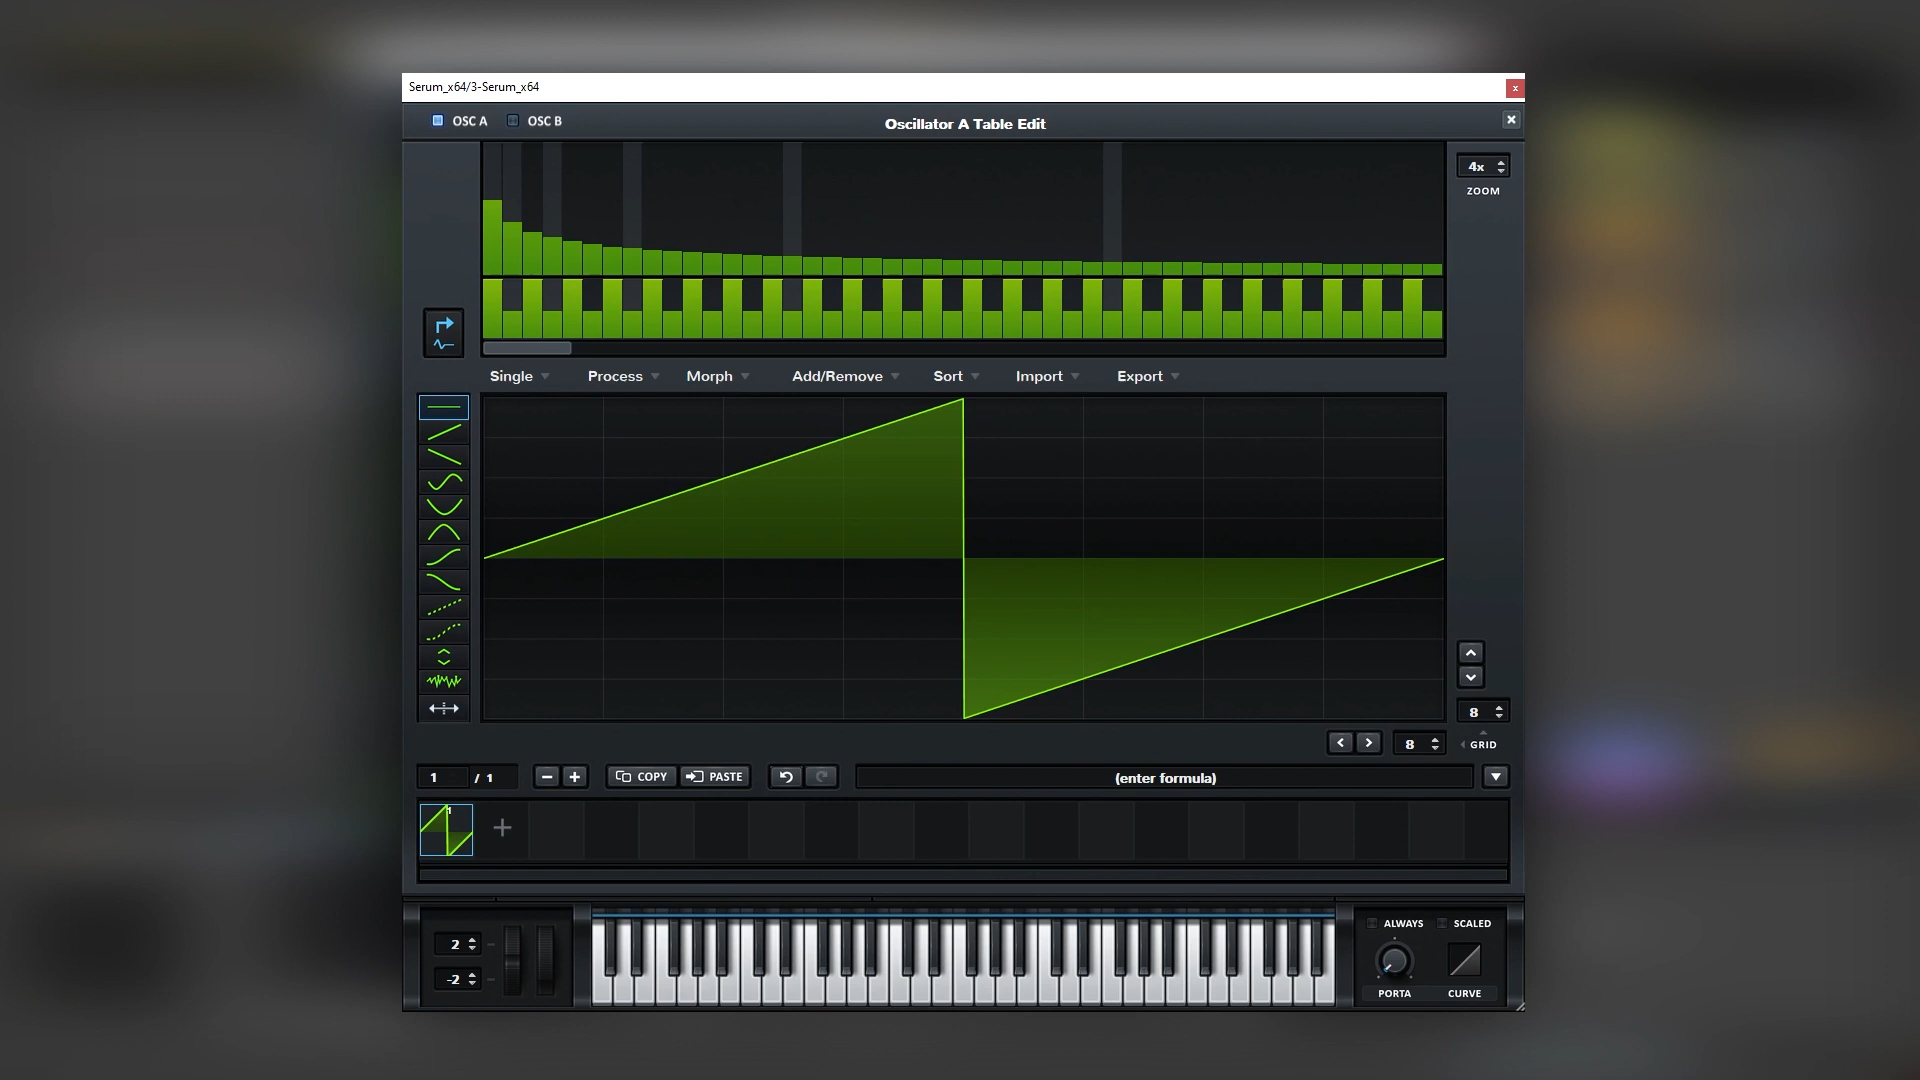 Serum_x64/3-Serum_x64
x
OSC A
OSC B
Oscillator A Table Edit
4x
ZOOM
Single
Process
Morph
Add/Remove
Sort
Import
Export
8
8
GRID
1 / 1
COPY
PASTE
(enter formula)
1
2
-2
ALWAYS
SCALED
PORTA
CURVE